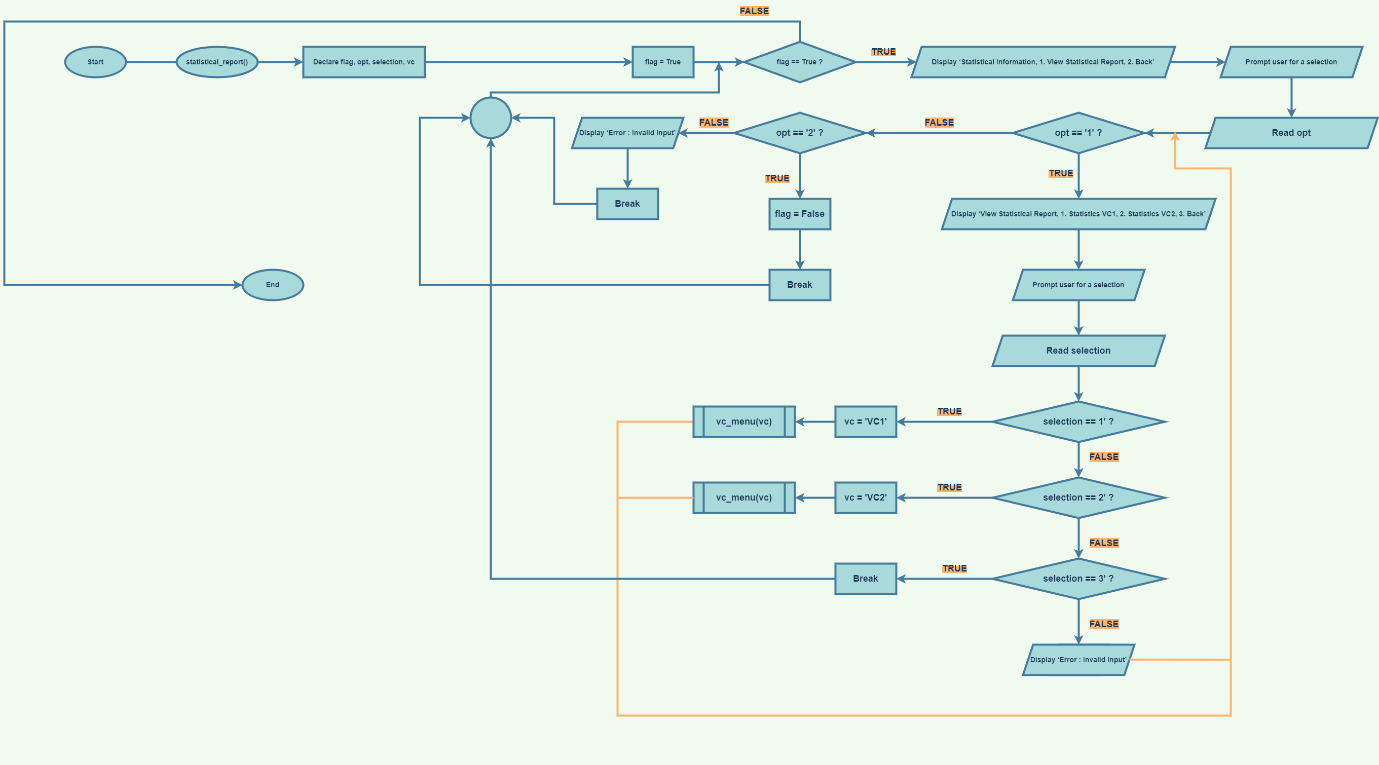 FALSE
Start
statistical_report()
Declare flag, opt, selection, vc
flag = True
flag == True ?
TRUE
Display 'Statistical Information, 1. View Statistical Report, 2. Back'
Prompt user for a selection
Display 'Error : Invalid Input'
FALSE
opt == '2' ?
FALSE
opt == '1' ?
Read opt
TRUE
TRUE
Break
flag = False
Display 'View Statistical Report, 1. Statistics VC1, 2. Statistics VC2, 3. Back'
End
Break
Prompt user for a selection
Read selection
vc_menu(vc)
vc = 'VC1'
TRUE
selection == 1' ?
FALSE
vc_menu(vc)
vc = 'VC2'
TRUE
selection == 2' ?
FALSE
Break
TRUE
selection == 3' ?
FALSE
Display 'Error : Invalid Input'